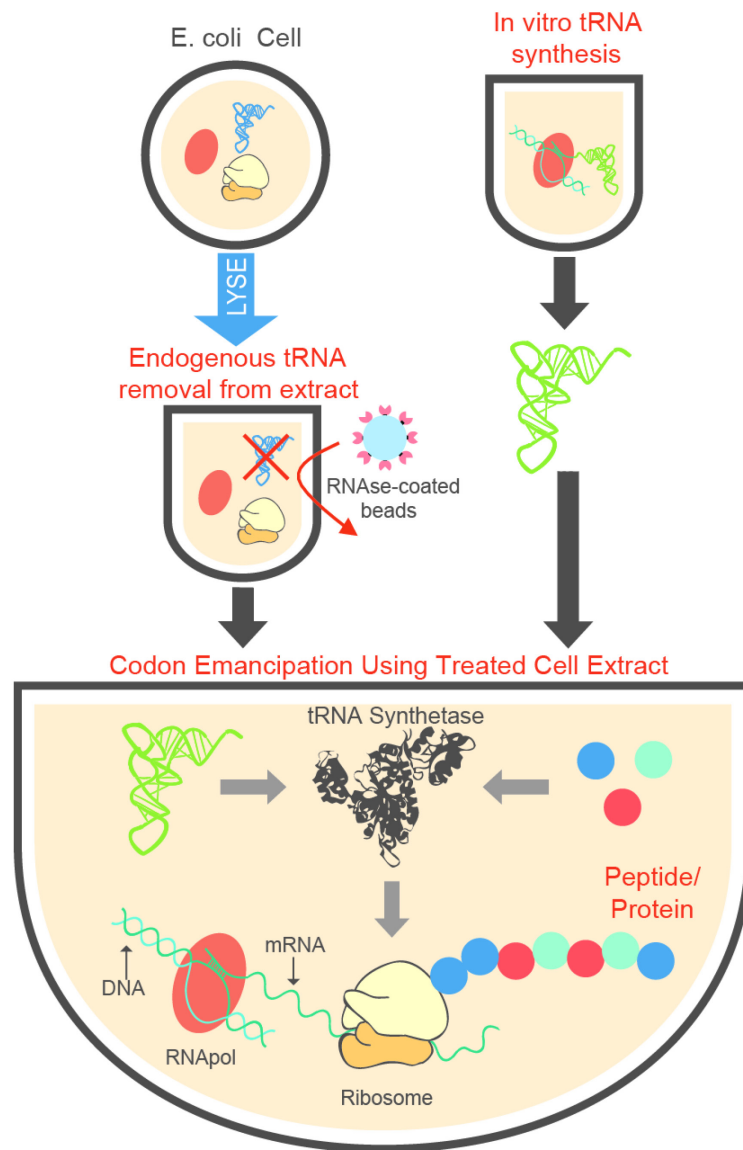 E. coli Cell
In vitro tRNA
synthesis
LYSE
Endogenous tRNA
removal from extract
RNAse-coated
beads
Codon Emancipation Using Treated Cell Extract
tRNA Synthetase
Peptide/
Protein
mRNA
DNA
RNApol
Ribosome